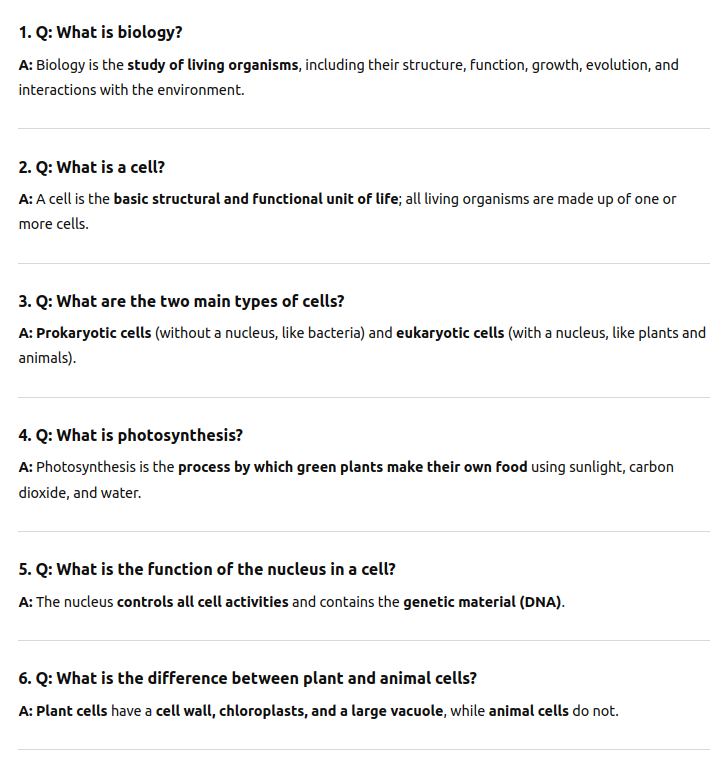 1. Q: What is biology?
A: Biology is the study of living organisms, including their structure, function, growth, evolution, and
interactions with the environment.
2. Q: What is a cell?
A: A cell is the basic structural and functional unit of life; all living organisms are made up of one or
more cells.
3. Q: What are the two main types of cells?
A: Prokaryotic cells (without a nucleus, like bacteria) and eukaryotic cells (with a nucleus, like plants and
animals).
4. Q: What is photosynthesis?
A: Photosynthesis is the process by which green plants make their own food using sunlight, carbon
dioxide, and water.
5. Q: What is the function of the nucleus in a cell?
A: The nucleus controls all cell activities and contains the genetic material (DNA).
6. Q: What is the difference between plant and animal cells?
A: Plant cells have a cell wall, chloroplasts, and a large vacuole, while animal cells do not.